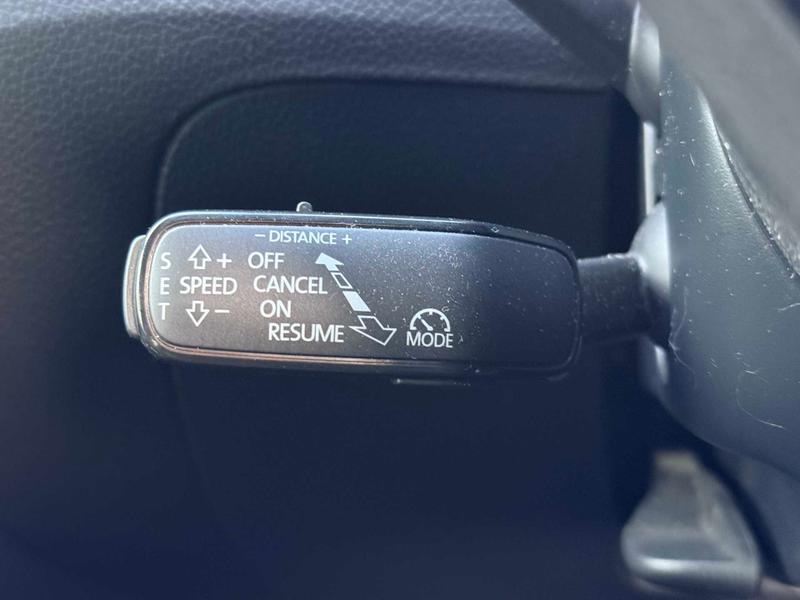 − DISTANCE +
S + OFF
E SPEED CANCEL
T − ON
RESUME
MODE